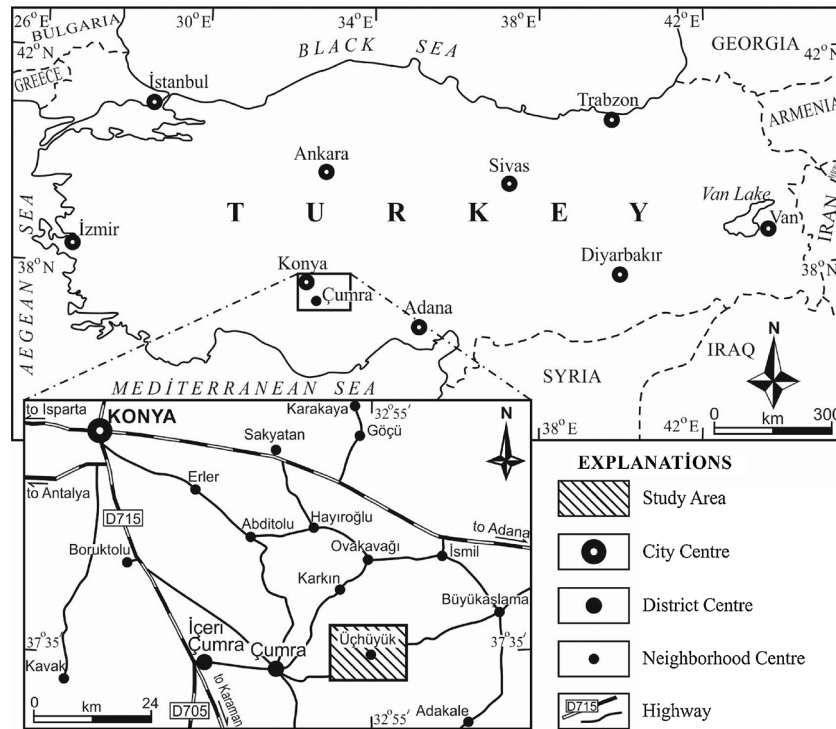 26°E
30°E
34°E
38°E
42°E
BULGARIA
BLACK SEA
GEORGIA
42°N
42°N
GREECE
İstanbul
Trabzon
ARMENIA
Ankara
Sivas
Van Lake
TURKEY
Van
IRAN
AEGEAN SEA
İzmir
38°N
Konya
Diyarbakır
38°N
Çumra
Adana
IRAQ
SYRIA
N
MEDİTERRANEAN SEA
38°E
42°E
0 km 300
to Isparta
KONYA
Karakaya
32°55′
N
Göçü
Sakyatan
to Antalya
Erler
D715
Abditolu
Hayıroğlu
to Adana
Boruktolu
Ovakavağı
İsmil
Karkın
Büyükaşlama
Üçhüyük
İçeri
Çumra
Çumra
37°35′
37°35′
Kavak
to Karaman
0 km 24
D705
32°55′
Adakale
EXPLANATIONS
Study Area
City Centre
District Centre
Neighborhood Centre
D715
Highway